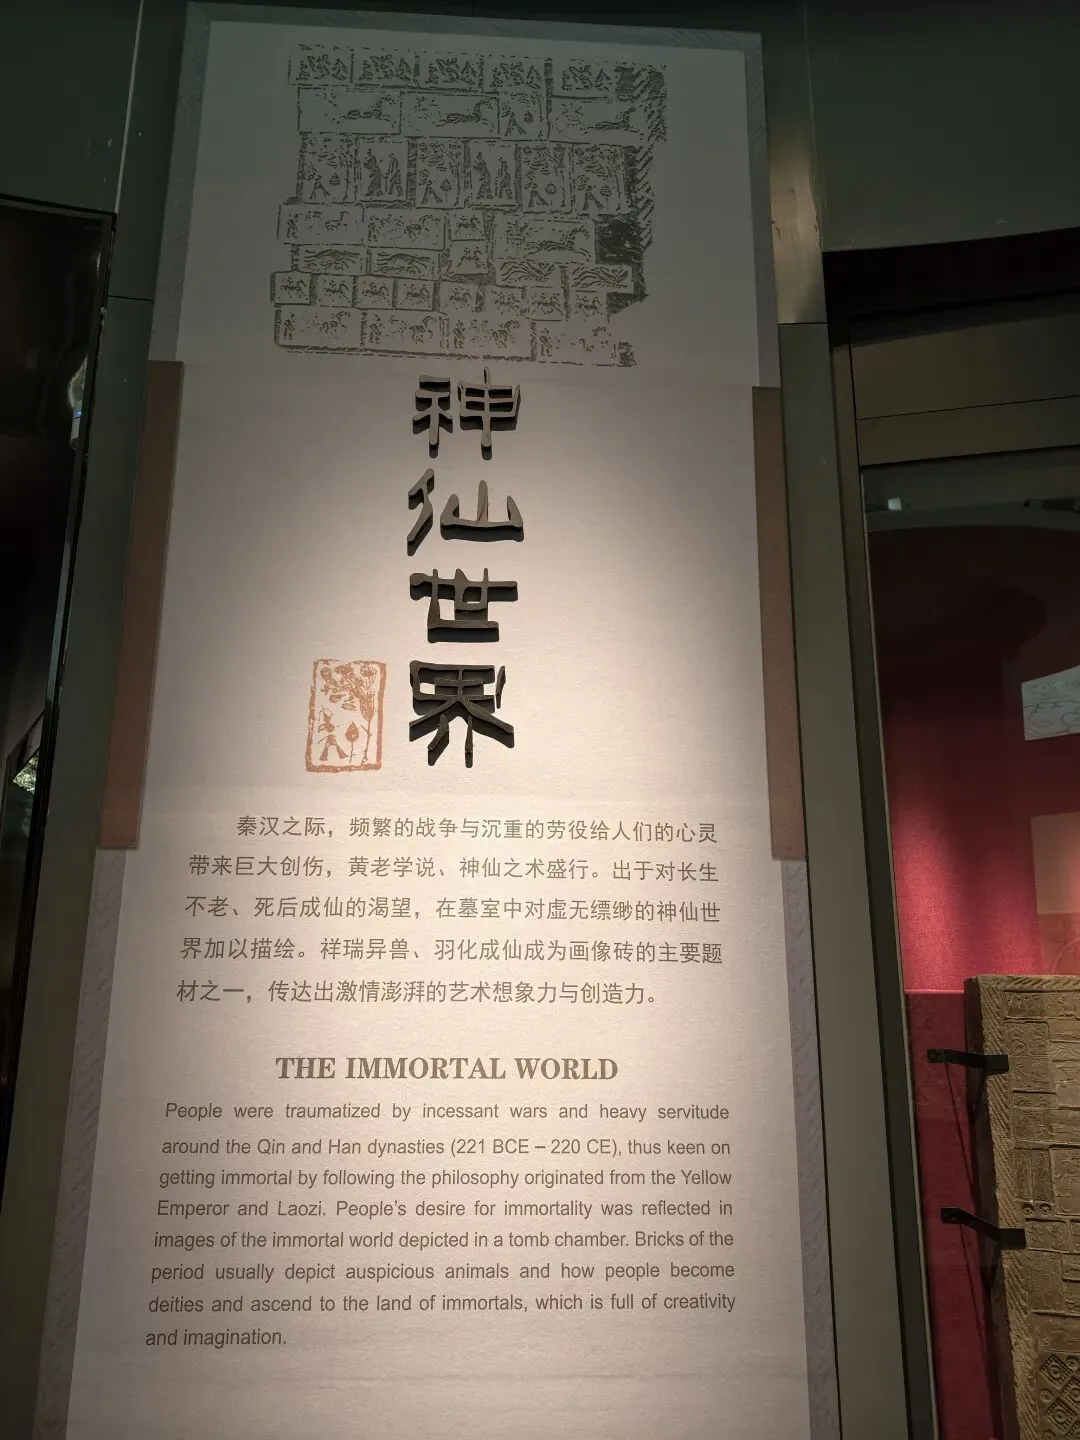 神仙世界
秦汉之际，频繁的战争与沉重的劳役给人们的心灵
带来巨大创伤，黄老学说、神仙之术盛行。出于对长生
不老、死后成仙的渴望，在墓室中对虚无缥缈的神仙世
界加以描绘。祥瑞异兽、羽化成仙成为画像砖的主要题
材之一，传达出激情澎湃的艺术想象力与创造力。
THE IMMORTAL WORLD
People were traumatized by incessant wars and heavy servitude
around the Qin and Han dynasties (221 BCE – 220 CE), thus keen on
getting immortal by following the philosophy originated from the Yellow
Emperor and Laozi. People's desire for immortality was reflected in
images of the immortal world depicted in a tomb chamber. Bricks of the
period usually depict auspicious animals and how people become
deities and ascend to the land of immortals, which is full of creativity
and imagination.